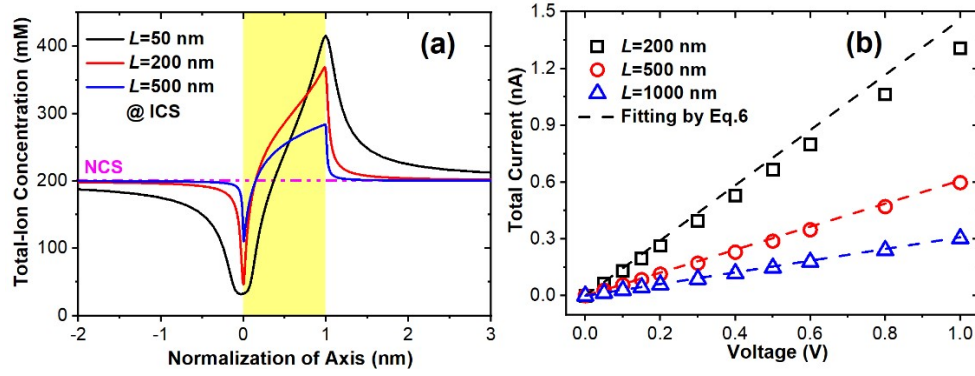 (a)
L=50 nm
L=200 nm
L=500 nm
@ ICS
NCS
Total-Ion Concentration (mM)
400
300
200
100
0
-2 -1 0 1 2 3
Normalization of Axis (nm)
(b)
L=200 nm
L=500 nm
L=1000 nm
Fitting by Eq.6
Total Current (nA)
1.5
1.2
0.9
0.6
0.3
0.0
0.0 0.2 0.4 0.6 0.8 1.0
Voltage (V)